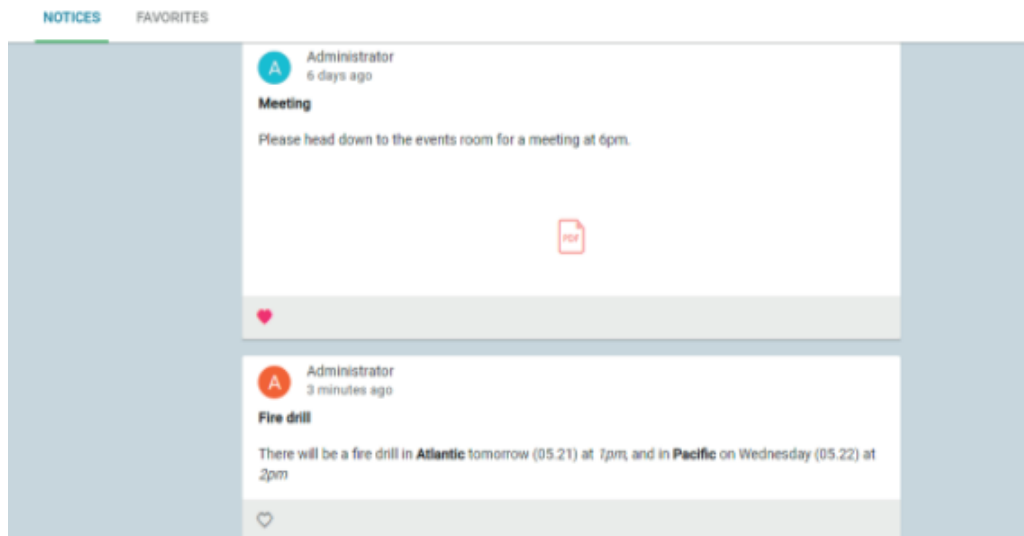 NOTICES FAVORITES
A Administrator
6 days ago
Meeting
Please head down to the events room for a meeting at 6pm.
PDF
A Administrator
3 minutes ago
Fire drill
There will be a fire drill in Atlantic tomorrow (05.21) at 1pm, and in Pacific on Wednesday (05.22) at
2pm